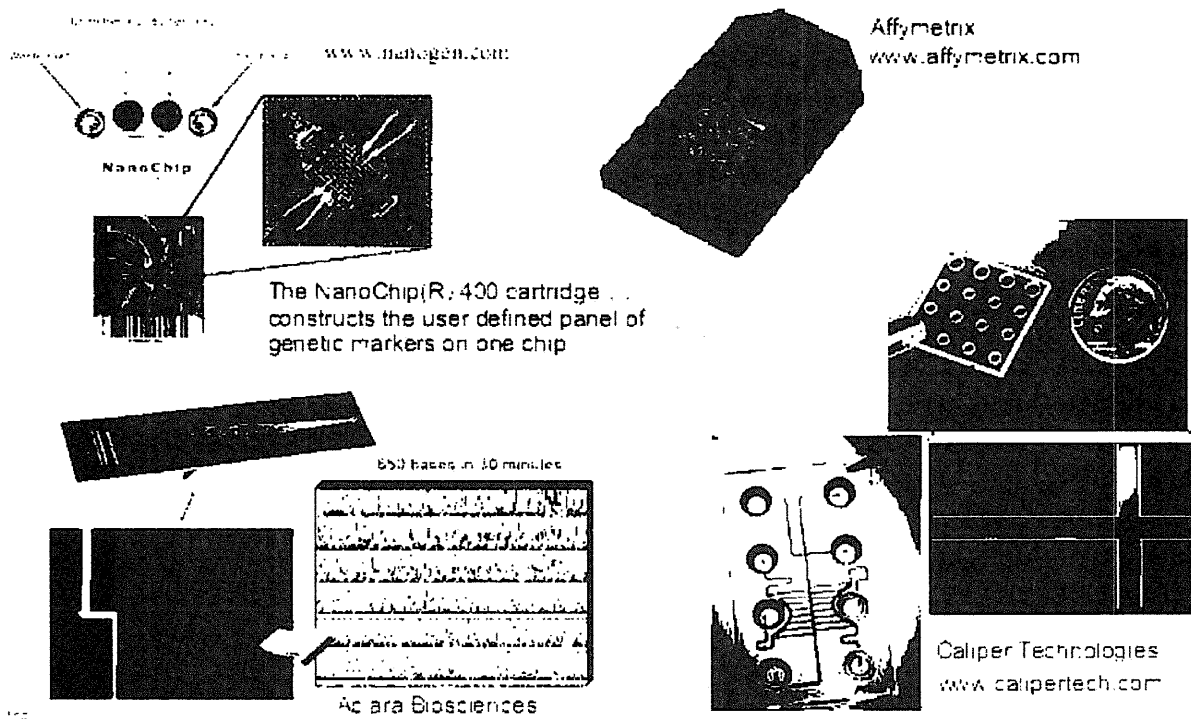 www.nanogen.com
NanoChip
The NanoChip(R) 400 cartridge ...
constructs the user defined panel of
genetic markers on one chip
Affymetrix
www.affymetrix.com
650 bases in 30 minutes
Aclara Biosciences
Caliper Technologies
www.calipertech.com